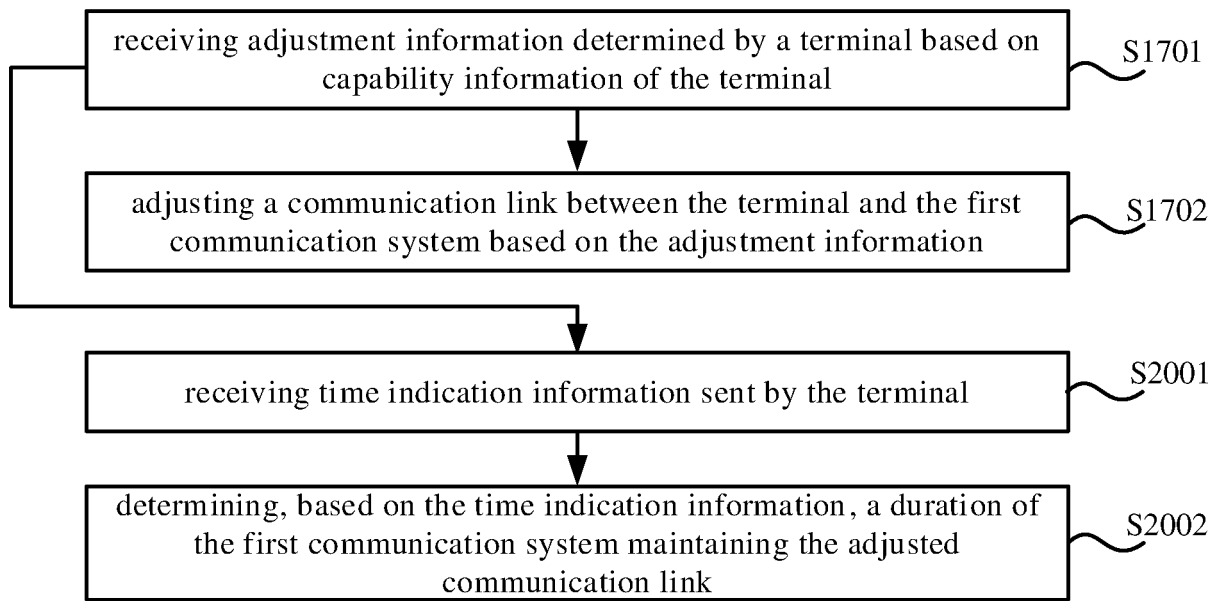 receiving adjustment information determined by a terminal based on
capability information of the terminal
S1701
adjusting a communication link between the terminal and the first
communication system based on the adjustment information
S1702
receiving time indication information sent by the terminal
S2001
determining, based on the time indication information, a duration of
the first communication system maintaining the adjusted
communication link
S2002